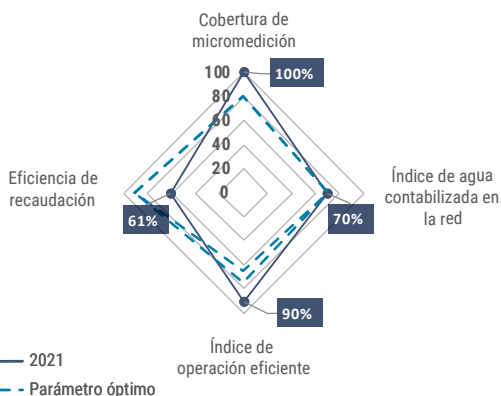 Cobertura de
micromedición
100
100%
80
60
40
20
0
Eficiencia de
recaudación
61%
Índice de agua
contabilizada en
la red
70%
90%
Índice de
operación eficiente
2021
Parámetro óptimo